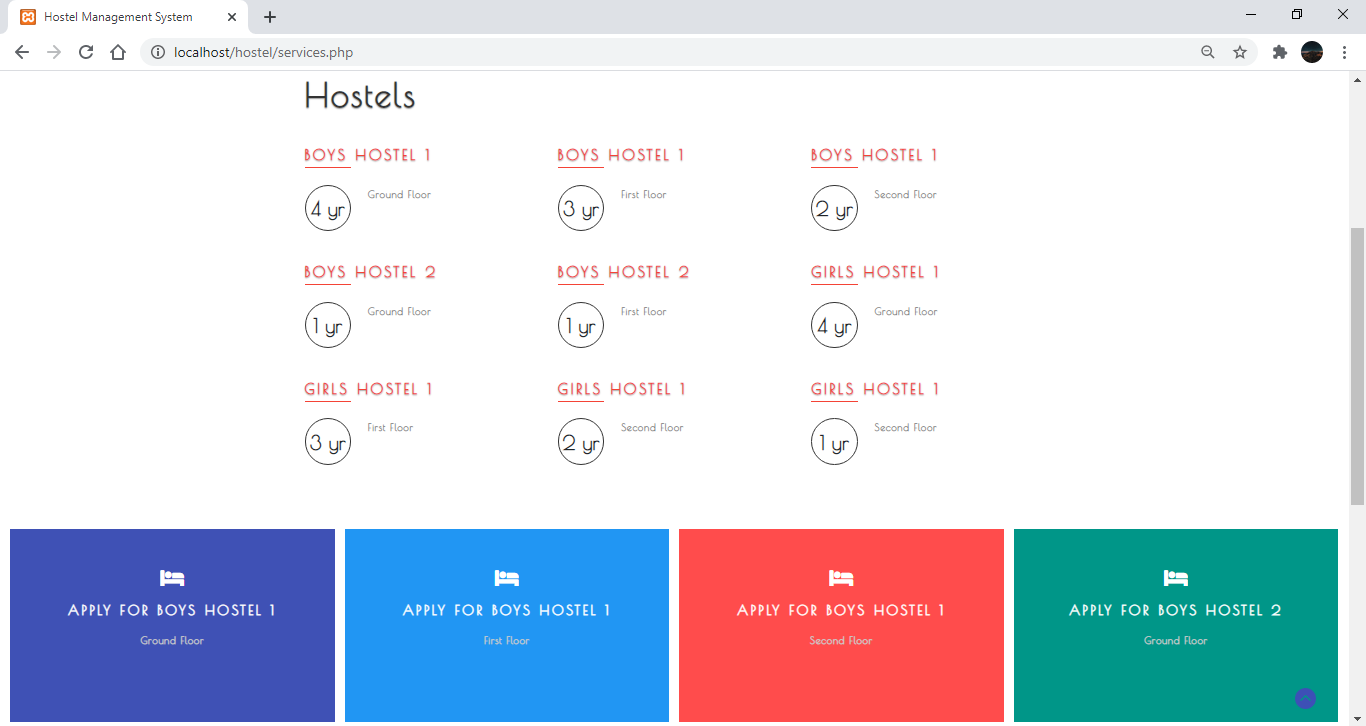 Hostel Management System
localhost/hostel/services.php
Hostels
BOYS HOSTEL 1
BOYS HOSTEL 1
BOYS HOSTEL 1
4 yr
Ground Floor
3 yr
First Floor
2 yr
Second Floor
BOYS HOSTEL 2
BOYS HOSTEL 2
GIRLS HOSTEL 1
1 yr
Ground Floor
1 yr
First Floor
4 yr
Ground Floor
GIRLS HOSTEL 1
GIRLS HOSTEL 1
GIRLS HOSTEL 1
3 yr
First Floor
2 yr
Second Floor
1 yr
Second Floor
APPLY FOR BOYS HOSTEL 1
Ground Floor
APPLY FOR BOYS HOSTEL 1
First Floor
APPLY FOR BOYS HOSTEL 1
Second Floor
APPLY FOR BOYS HOSTEL 2
Ground Floor